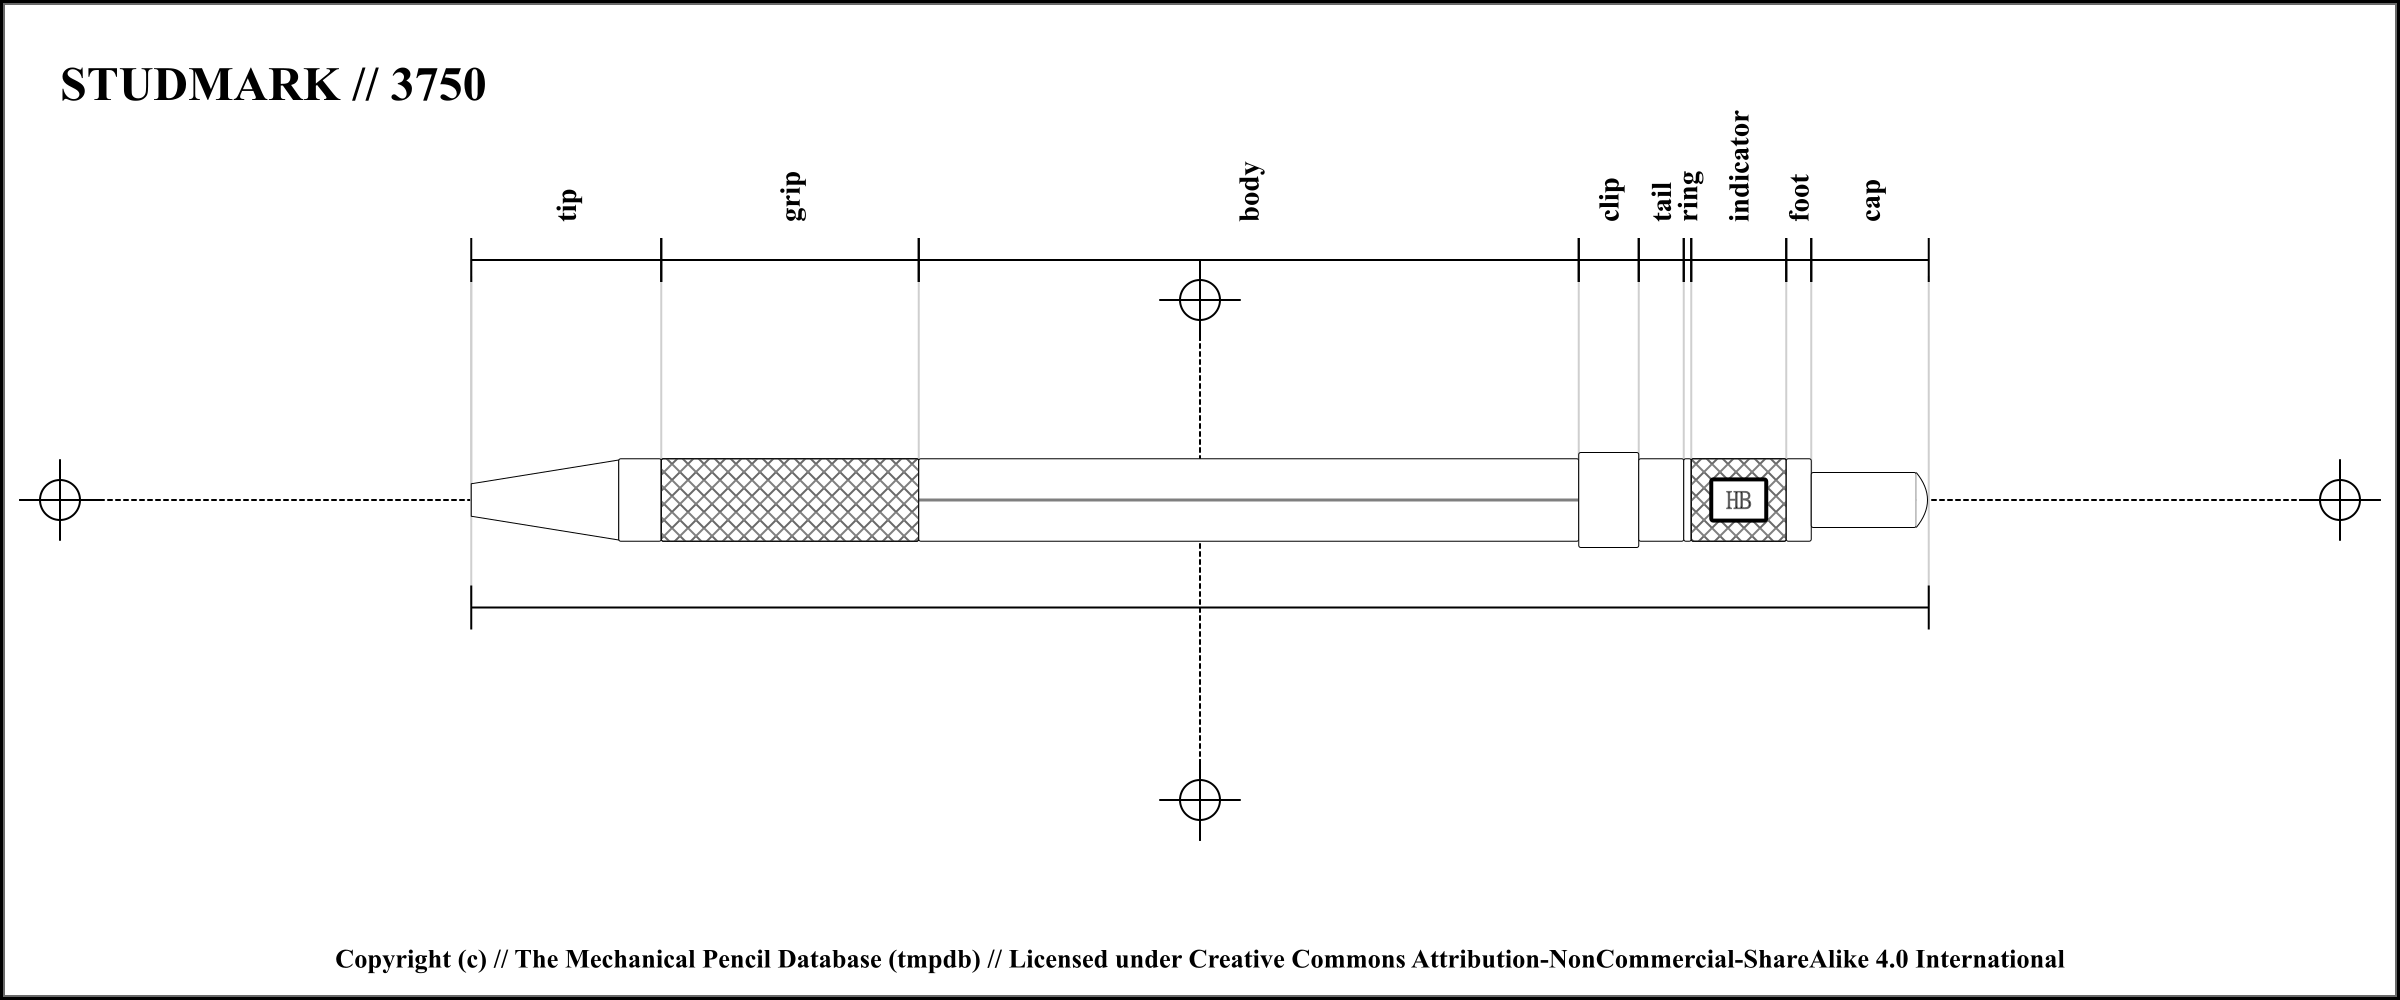 STUDMARK // 3750
tip
grip
body
clip
tail
ring
indicator
foot
cap
HB
Copyright (c) // The Mechanical Pencil Database (tmpdb) // Licensed under Creative Commons Attribution-NonCommercial-ShareAlike 4.0 International